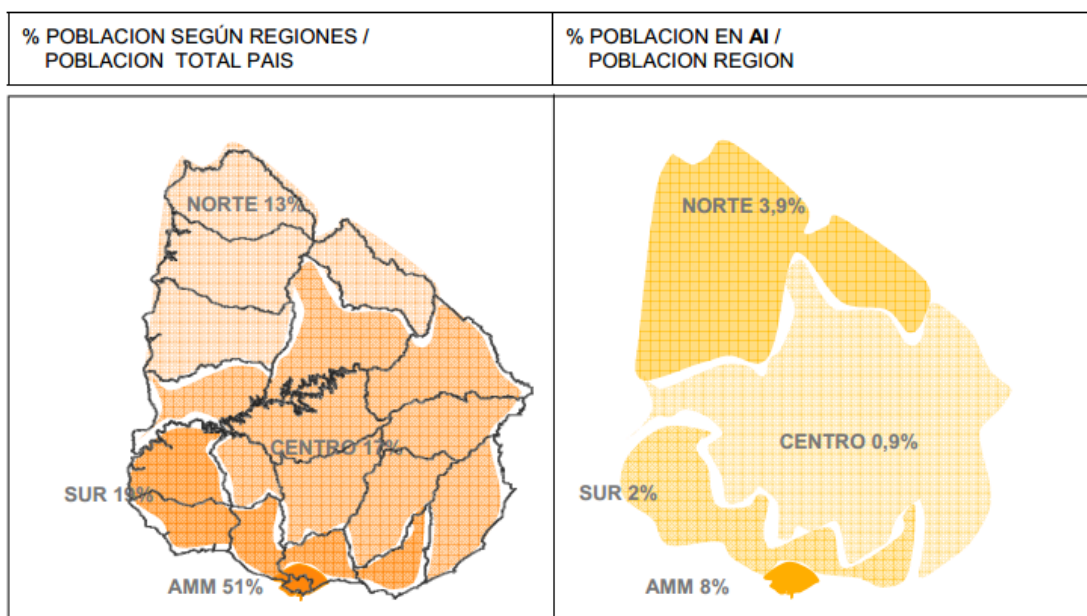 % POBLACION SEGÚN REGIONES /
POBLACION TOTAL PAIS
% POBLACION EN AI /
POBLACION REGION
NORTE 13%
CENTRO 17%
SUR 19%
AMM 51%
NORTE 3,9%
CENTRO 0,9%
SUR 2%
AMM 8%